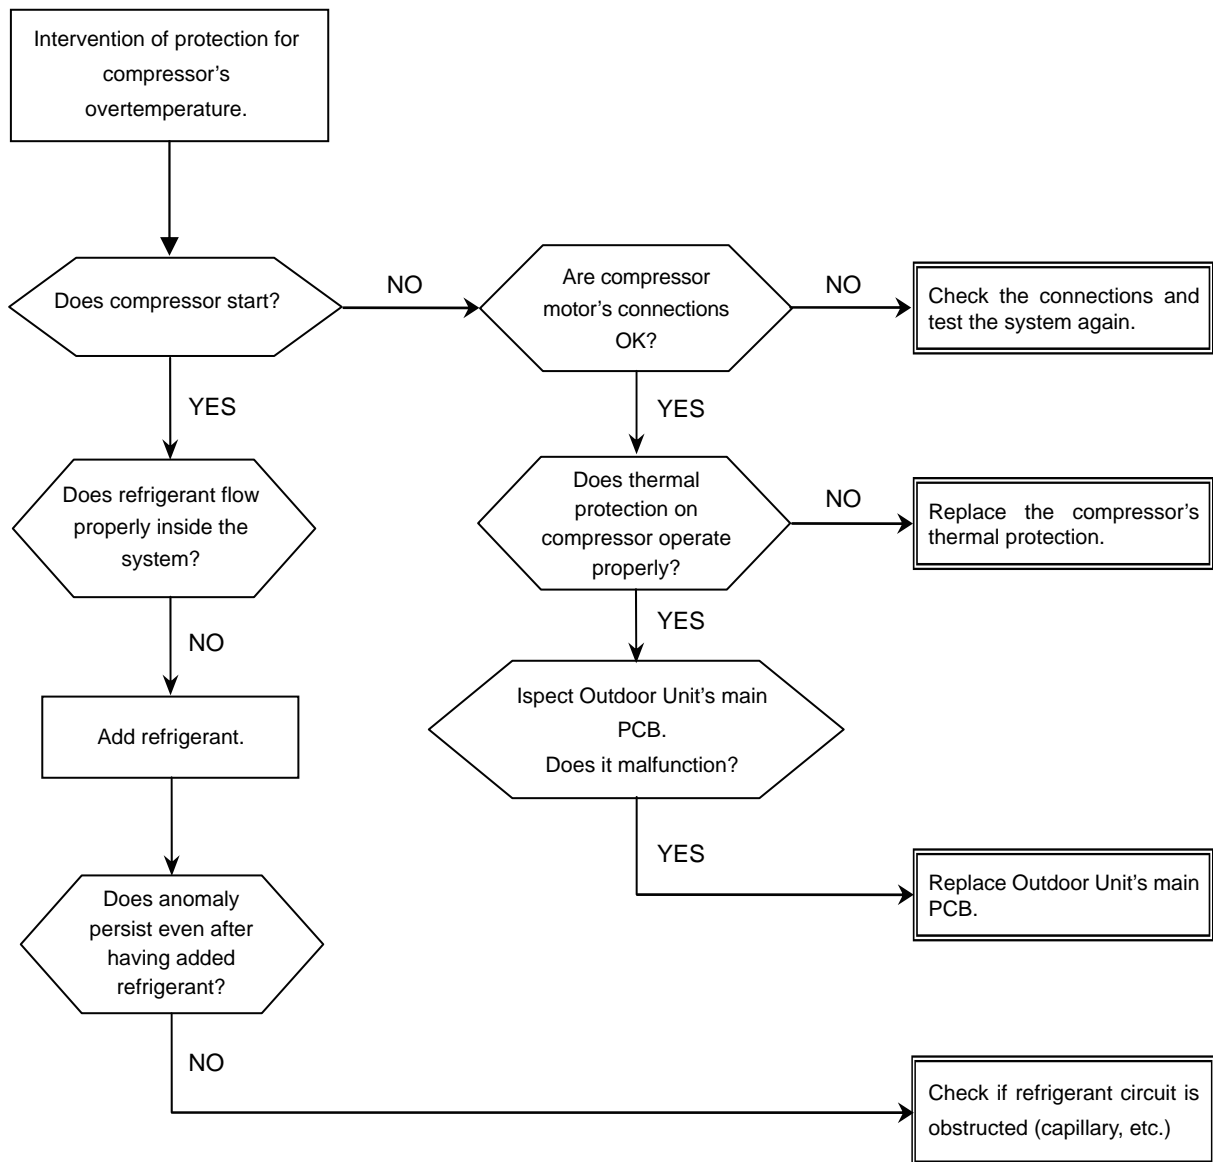 Intervention of protection for
compressor’s
overtemperature.
Does compressor start?
NO
Are compressor
motor’s connections
OK?
NO
Check the connections and
test the system again.
YES
YES
Does refrigerant flow
properly inside the
system?
Does thermal
protection on
compressor operate
properly?
NO
Replace the compressor’s
thermal protection.
NO
YES
Add refrigerant.
Ispect Outdoor Unit’s main
PCB.
Does it malfunction?
YES
Replace Outdoor Unit’s main
PCB.
Does anomaly
persist even after
having added
refrigerant?
NO
Check if refrigerant circuit is
obstructed (capillary, etc.)